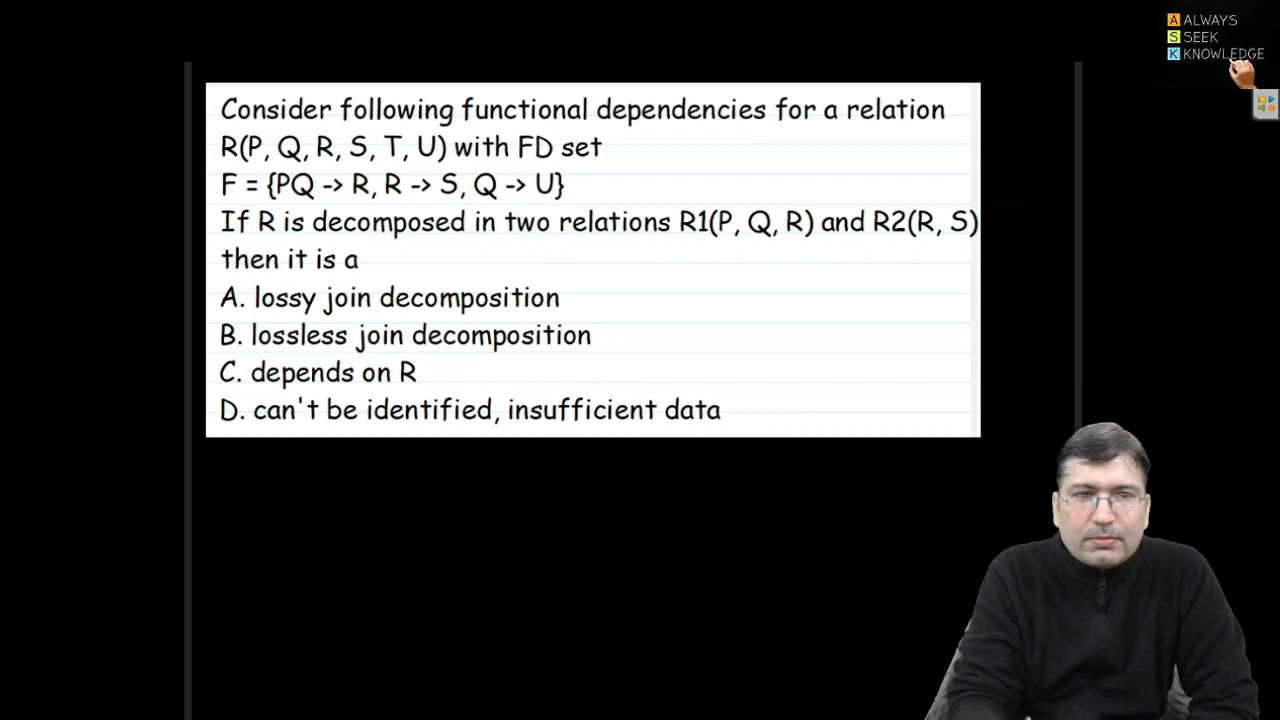 A ALWAYS
S SEEK
K KNOWLEDGE
Consider following functional dependencies for a relation
R(P, Q, R, S, T, U) with FD set
F = {PQ -> R, R -> S, Q -> U}
If R is decomposed in two relations R1(P, Q, R) and R2(R, S)
then it is a
A. lossy join decomposition
B. lossless join decomposition
C. depends on R
D. can't be identified, insufficient data